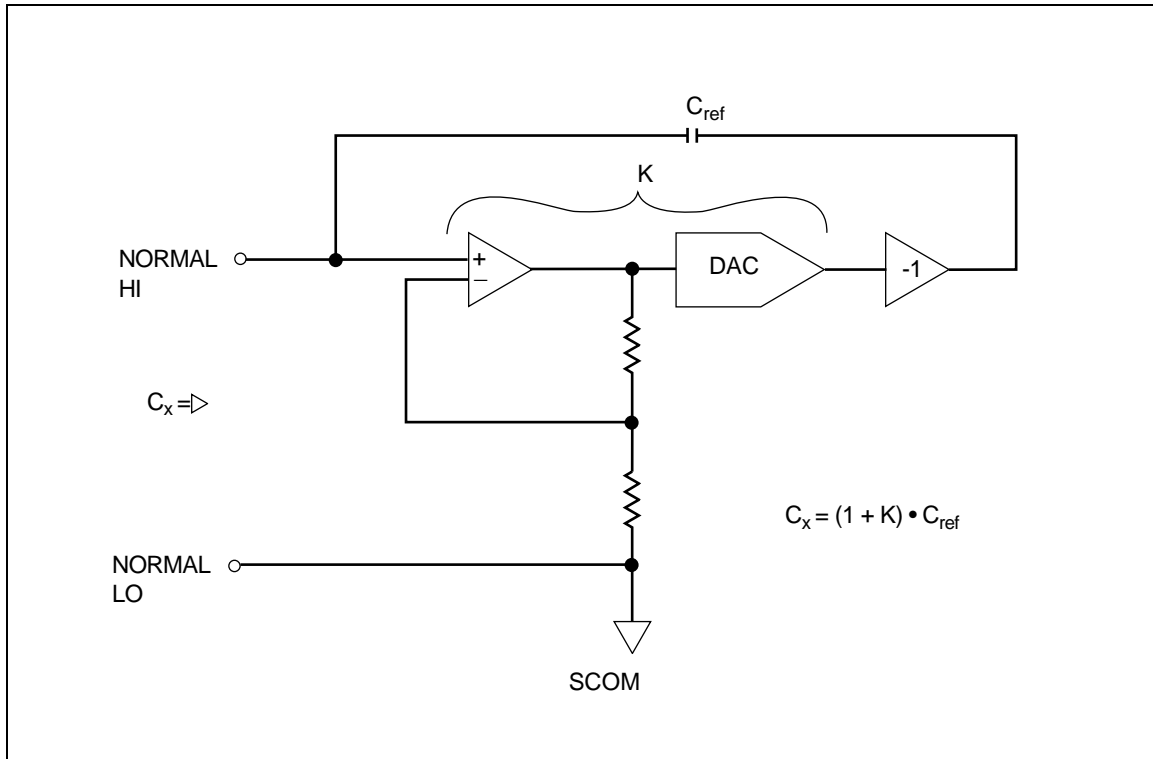 C_ref
K
NORMAL
HI
+
−
DAC
-1
C_x =
C_x = (1 + K) • C_ref
NORMAL
LO
SCOM